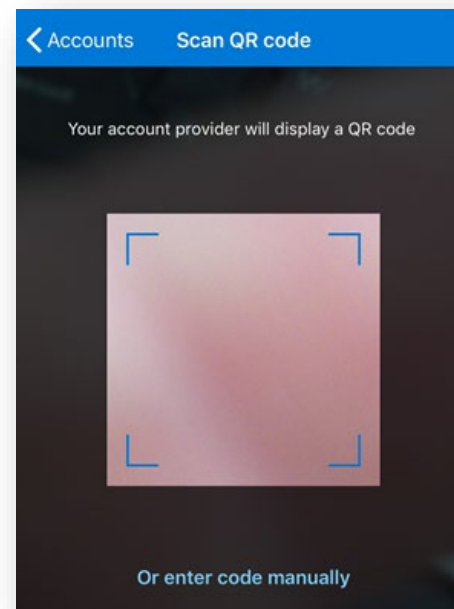 Accounts Scan QR code
Your account provider will display a QR code
Or enter code manually